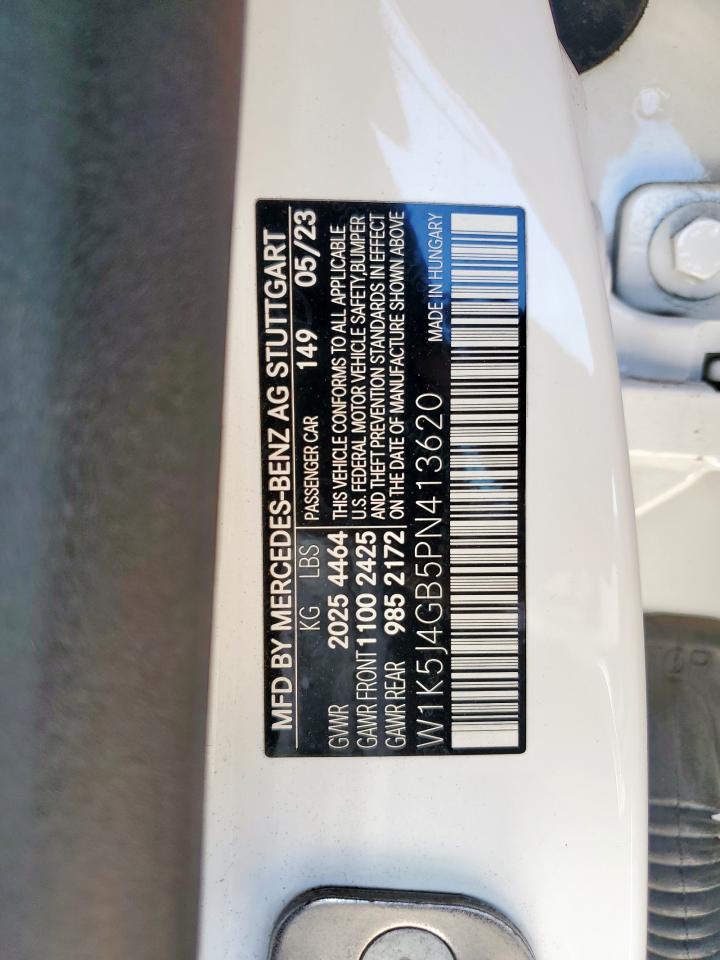 MFD BY MERCEDES-BENZ AG STUTTGART
KG LBS PASSENGER CAR 149 05/23
GVWR 2025 4464 THIS VEHICLE CONFORMS TO ALL APPLICABLE
GAWR FRONT 1100 2425 U.S. FEDERAL MOTOR VEHICLE SAFETY,BUMPER
GAWR REAR 985 2172 AND THEFT PREVENTION STANDARDS IN EFFECT
ON THE DATE OF MANUFACTURE SHOWN ABOVE
W1K5J4GB5PN413620 MADE IN HUNGARY